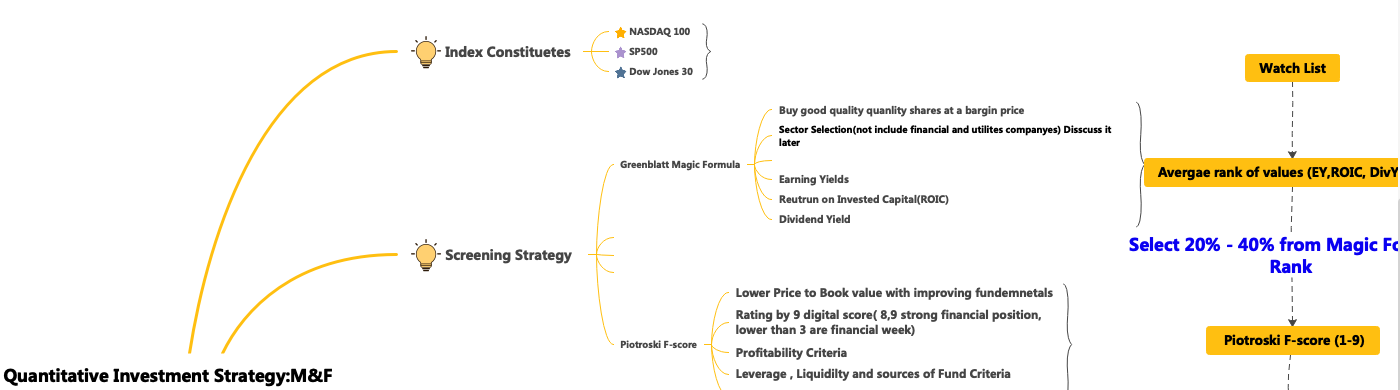 Index Constituetes
NASDAQ 100
SP500
Dow Jones 30
Watch List
Buy good quality quanlity shares at a bargin price
Sector Selection(not include financial and utilites companyes) Disscuss it
later
Greenblatt Magic Formula
Earning Yields
Reutrun on Invested Capital(ROIC)
Dividend Yield
Avergae rank of values (EY,ROIC, DivY
Select 20% - 40% from Magic Fo
Rank
Screening Strategy
Lower Price to Book value with improving fundemnetals
Rating by 9 digital score( 8,9 strong financial position,
lower than 3 are financial week)
Piotroski F-score
Profitability Criteria
Leverage , Liquidilty and sources of Fund Criteria
Piotroski F-score (1-9)
Quantitative Investment Strategy:M&F